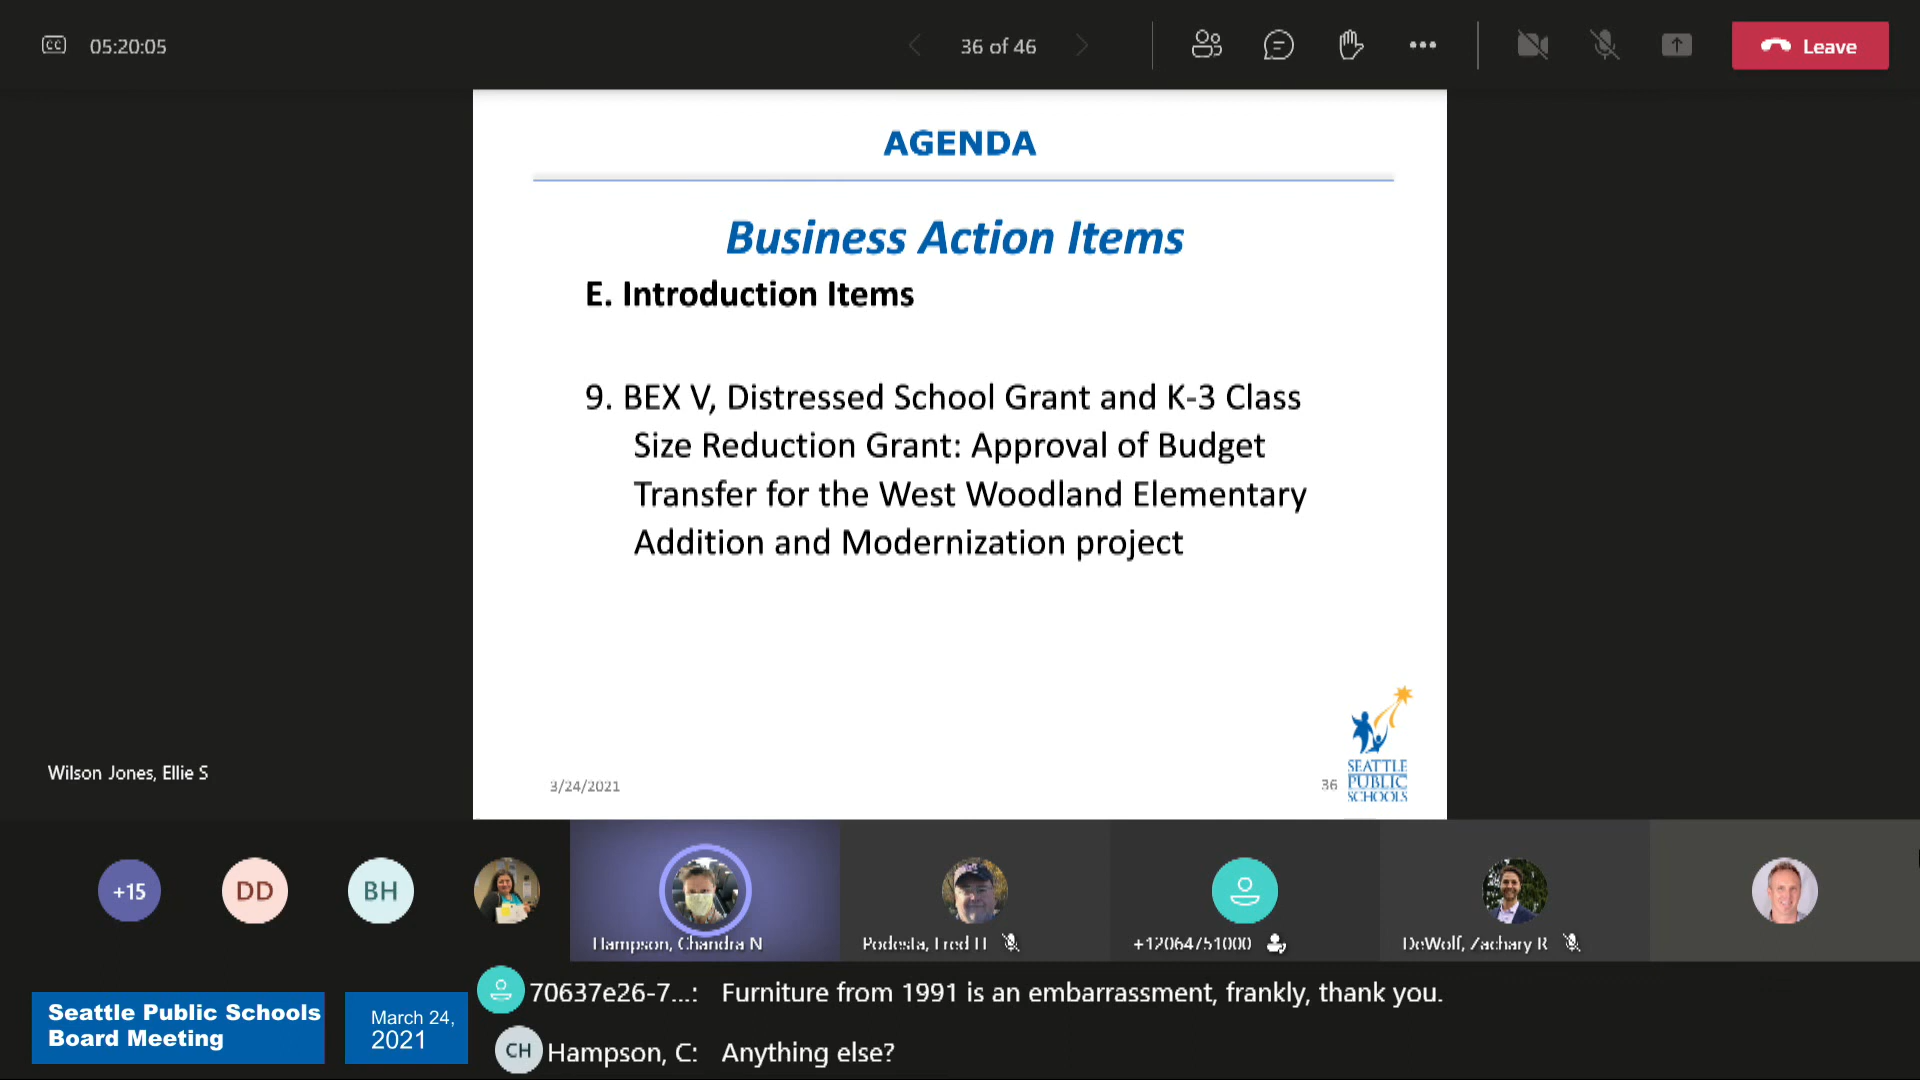 05:20:05
36 of 46
Leave
AGENDA
Business Action Items
E. Introduction Items
9. BEX V, Distressed School Grant and K-3 Class
Size Reduction Grant: Approval of Budget
Transfer for the West Woodland Elementary
Addition and Modernization project
3/24/2021
36
SEATTLE
PUBLIC
SCHOOLS
Wilson Jones, Ellie S
+15
DD
BH
Hampson, Chandra N
Podesta, Fred H
+12064751000
DeWolf, Zachary R
Seattle Public Schools
Board Meeting
March 24,
2021
70637e26-7...: Furniture from 1991 is an embarrassment, frankly, thank you.
CH Hampson, C: Anything else?